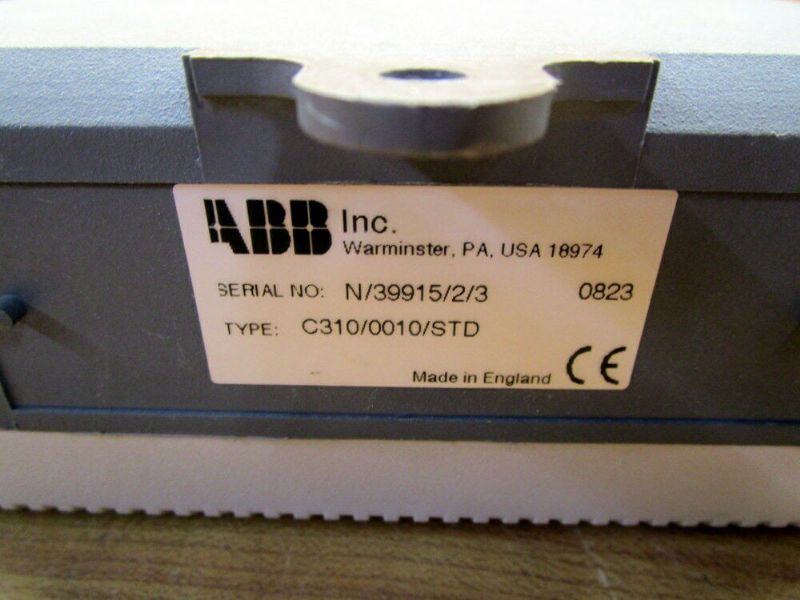 ABB Inc.
Warminster, PA, USA 18974
SERIAL NO: N/39915/2/3 0823
TYPE: C310/0010/STD
Made in England CE